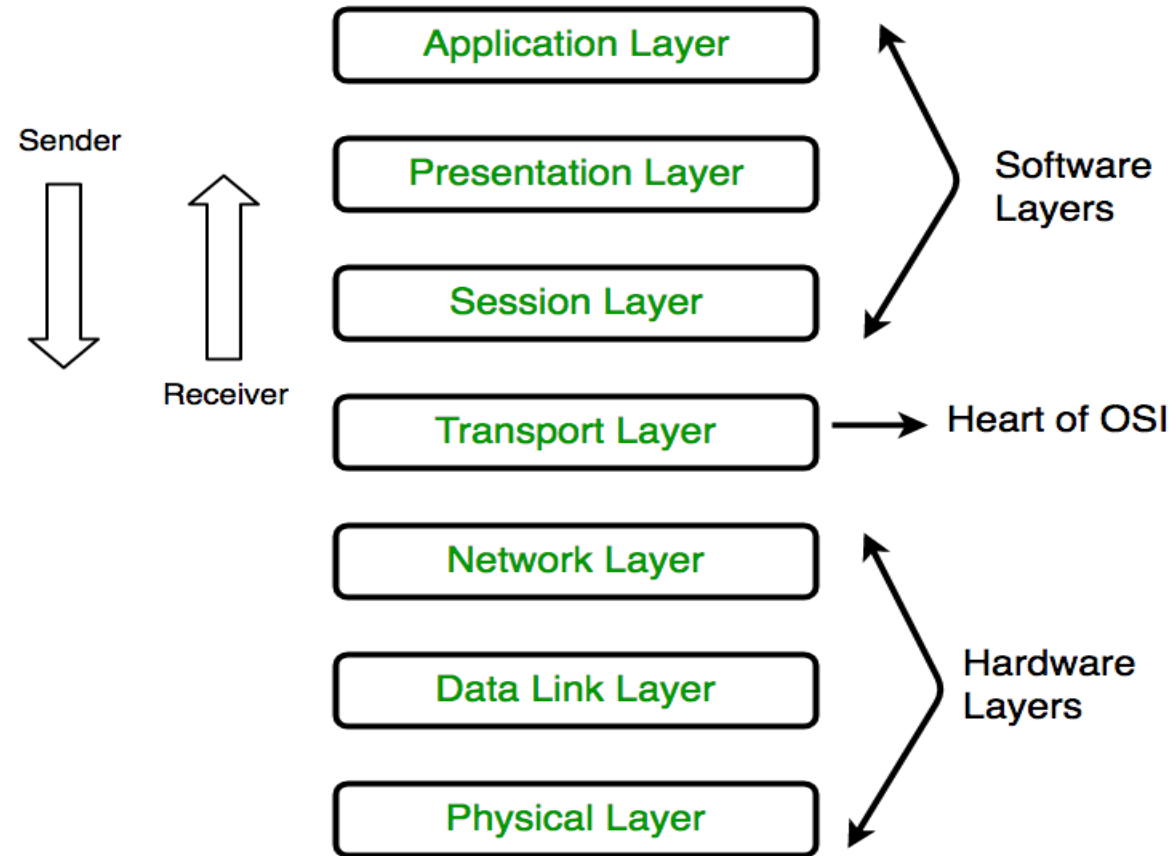 Application Layer
Sender
Presentation Layer
Software
Layers
Session Layer
Receiver
Transport Layer
Heart of OSI
Network Layer
Hardware
Layers
Data Link Layer
Physical Layer